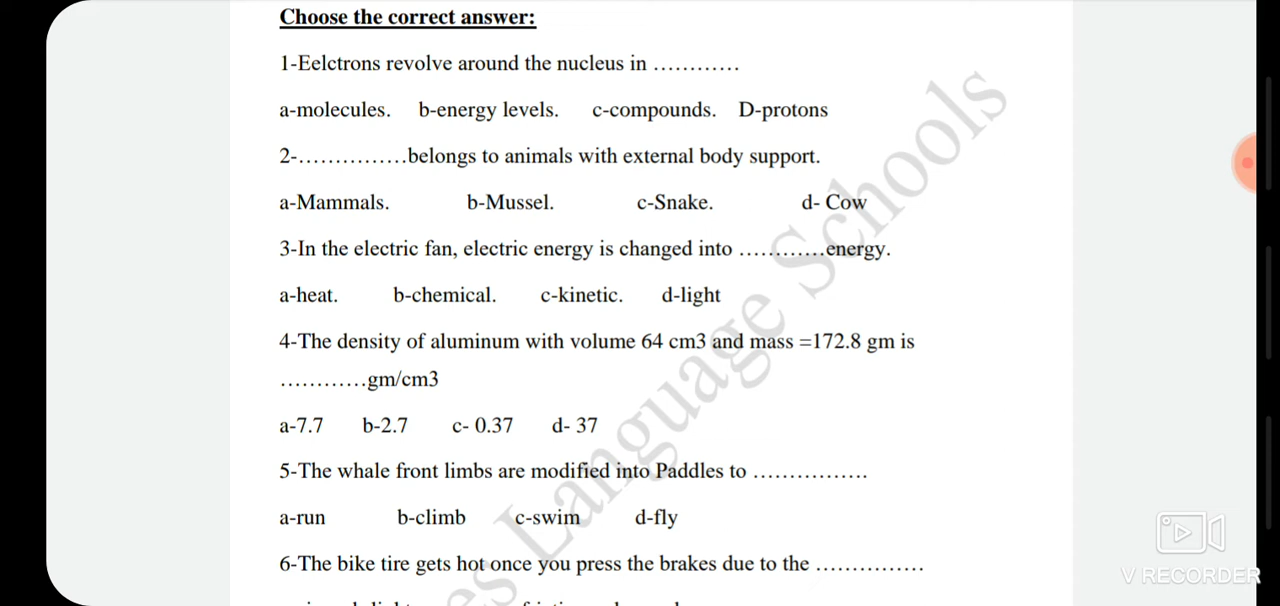 Choose the correct answer:
1-Eelctrons revolve around the nucleus in …………
a-molecules. b-energy levels. c-compounds. D-protons
2-……………belongs to animals with external body support.
a-Mammals. b-Mussel. c-Snake. d- Cow
3-In the electric fan, electric energy is changed into …………energy.
a-heat. b-chemical. c-kinetic. d-light
4-The density of aluminum with volume 64 cm3 and mass =172.8 gm is
…………gm/cm3
a-7.7 b-2.7 c- 0.37 d- 37
5-The whale front limbs are modified into Paddles to ……………
a-run b-climb c-swim d-fly
6-The bike tire gets hot once you press the brakes due to the ……………
es Language Schools
V RECORDER